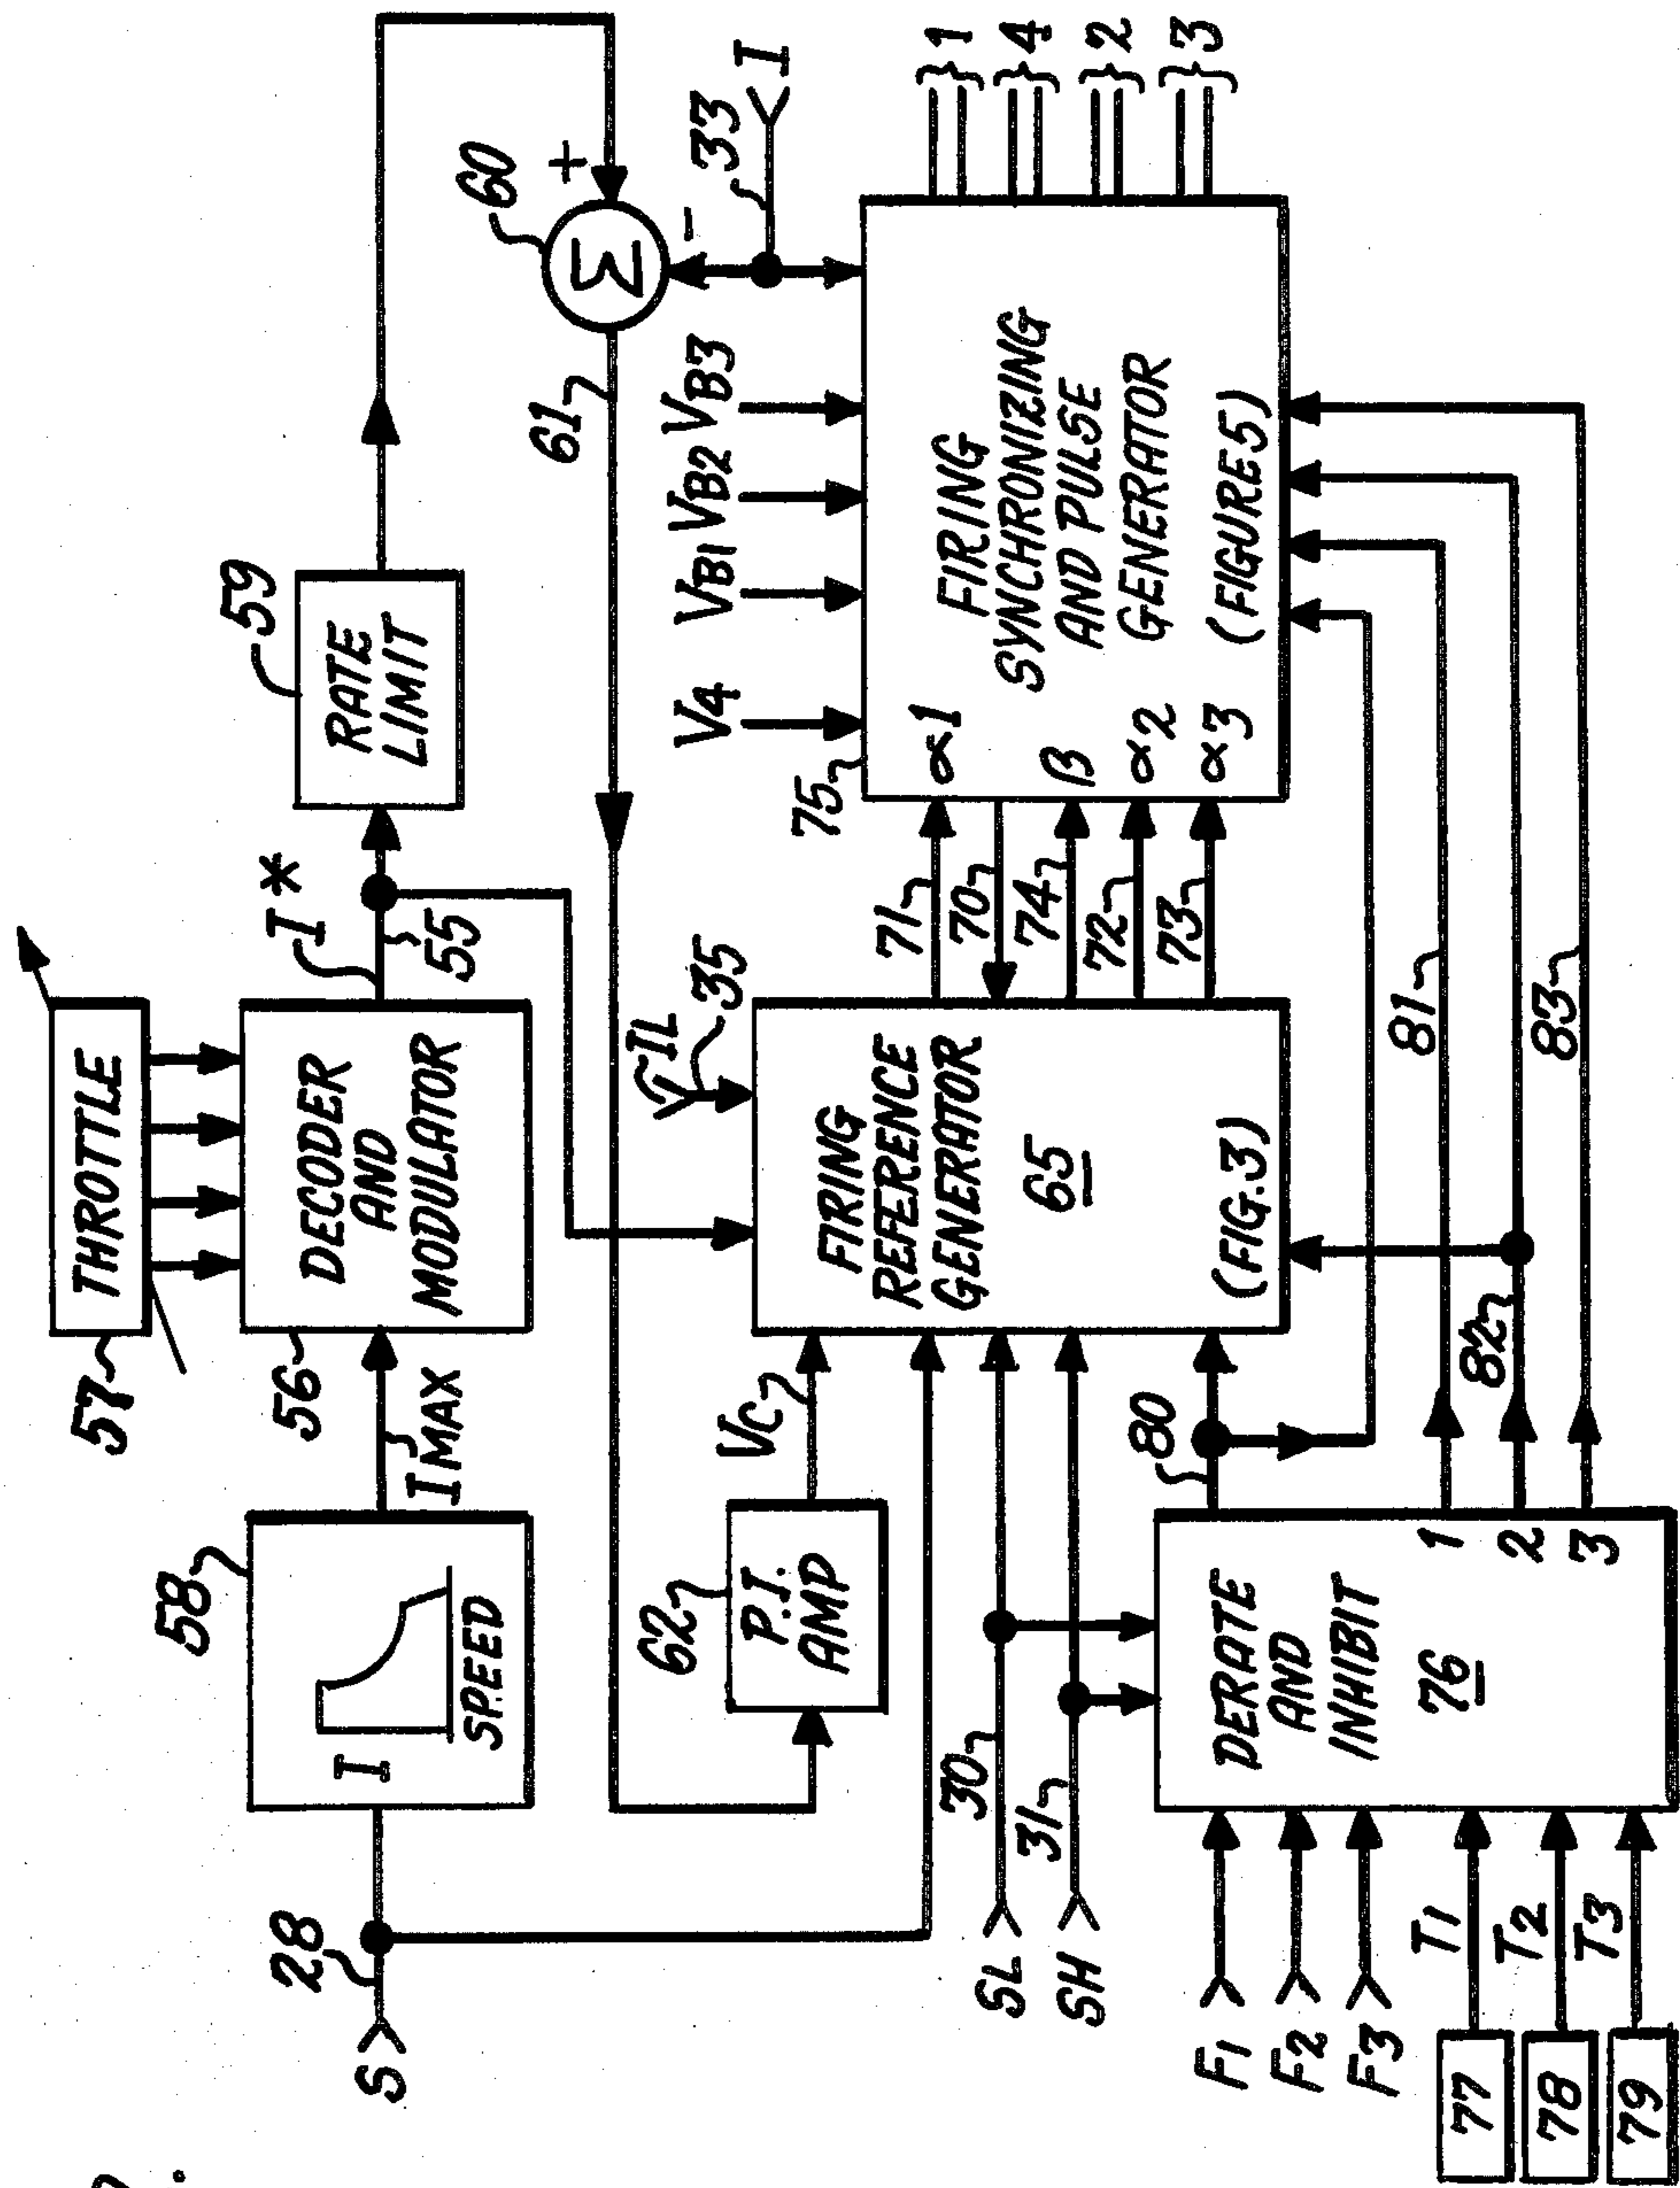 57
THROTTLE
58
I
SPEED
I MAX
56
DECODER
AND
MODULATOR
I*
55
59
RATE
LIMIT
28
S
60
Σ
+
-
33
I
61
62
P.I.
AMP
VC
IL
35
V4
VB1
VB2
VB3
FIRING
REFERENCE
GENERATOR
65
(FIG.3)
71
70
74
72
73
75
α1
β
α2
α3
FIRING
SYNCHRONIZING
AND PULSE
GENERATOR
(FIGURE 5)
1
4
2
3
SL
30
SH
31
80
81
82
83
F1
F2
F3
77
T1
78
T2
79
T3
DERATE
AND
INHIBIT
76
1
2
3